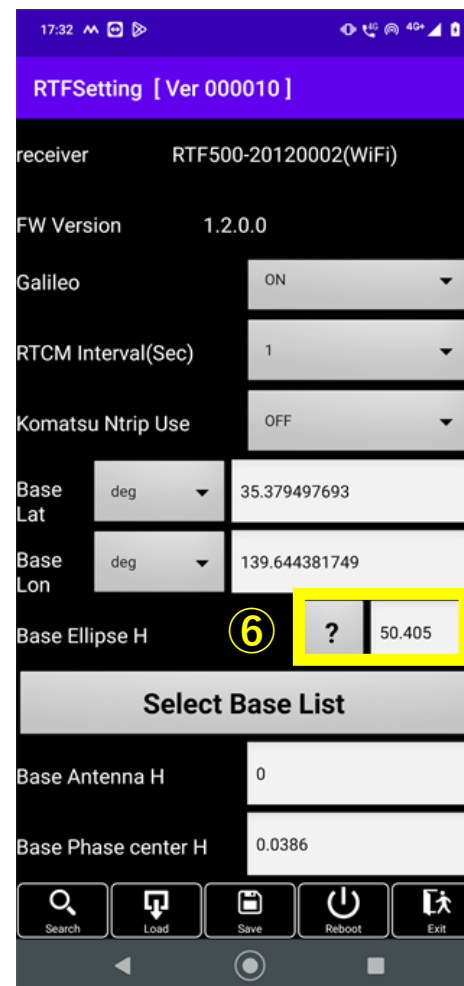 17:32
4G 4G+
RTFSetting [ Ver 000010 ]
receiver RTF500-20120002(WiFi)
FW Version 1.2.0.0
Galileo ON
RTCM Interval(Sec) 1
Komatsu Ntrip Use OFF
Base Lat deg 35.379497693
Base Lon deg 139.644381749
Base Ellipse H ⑥ ? 50.405
Select Base List
Base Antenna H 0
Base Phase center H 0.0386
Search Load Save Reboot Exit